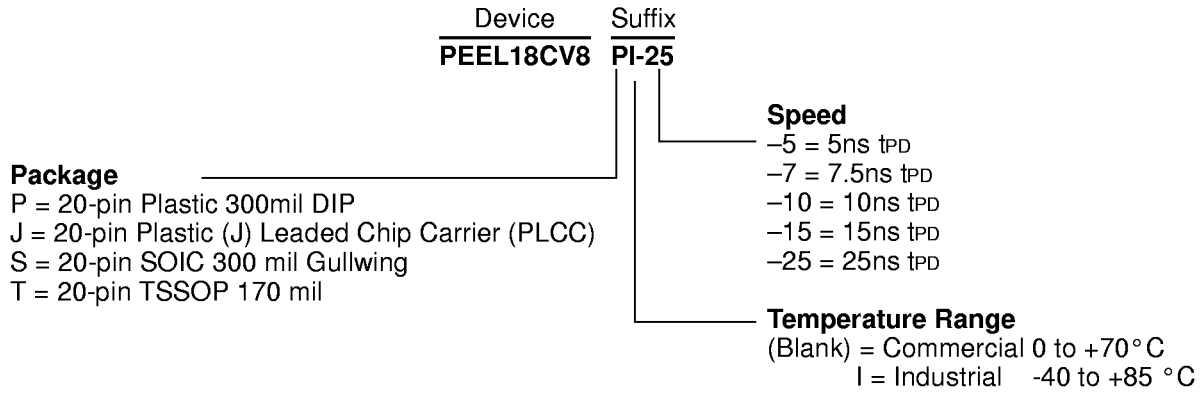 Device Suffix
PEEL18CV8 PI-25
Package
P = 20-pin Plastic 300mil DIP
J = 20-pin Plastic (J) Leaded Chip Carrier (PLCC)
S = 20-pin SOIC 300 mil Gullwing
T = 20-pin TSSOP 170 mil
Speed
–5 = 5ns tPD
–7 = 7.5ns tPD
–10 = 10ns tPD
–15 = 15ns tPD
–25 = 25ns tPD
Temperature Range
(Blank) = Commercial 0 to +70°C
I = Industrial -40 to +85 °C